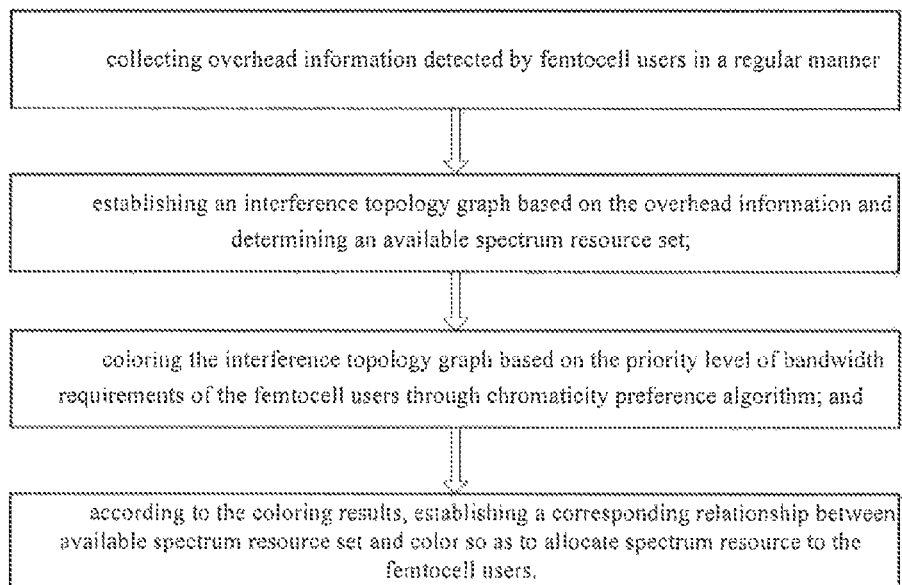 collecting overhead information detected by femtocell users in a regular manner
establishing an interference topology graph based on the overhead information and
determining an available spectrum resource set;
coloring the interference topology graph based on the priority level of bandwidth
requirements of the femtocell users through chromaticity preference algorithm; and
according to the coloring results, establishing a corresponding relationship between
available spectrum resource set and color so as to allocate spectrum resource to the
femtocell users.